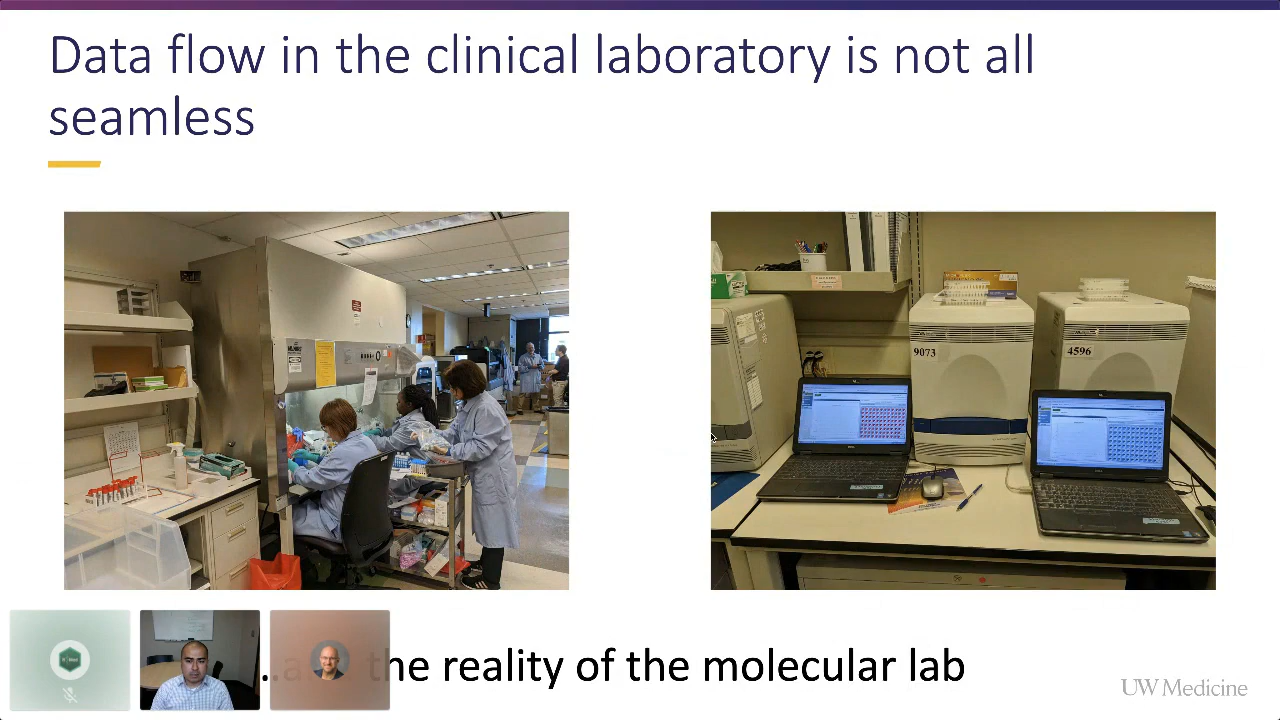 Data flow in the clinical laboratory is not all
seamless
9073
4596
the reality of the molecular lab
UW Medicine